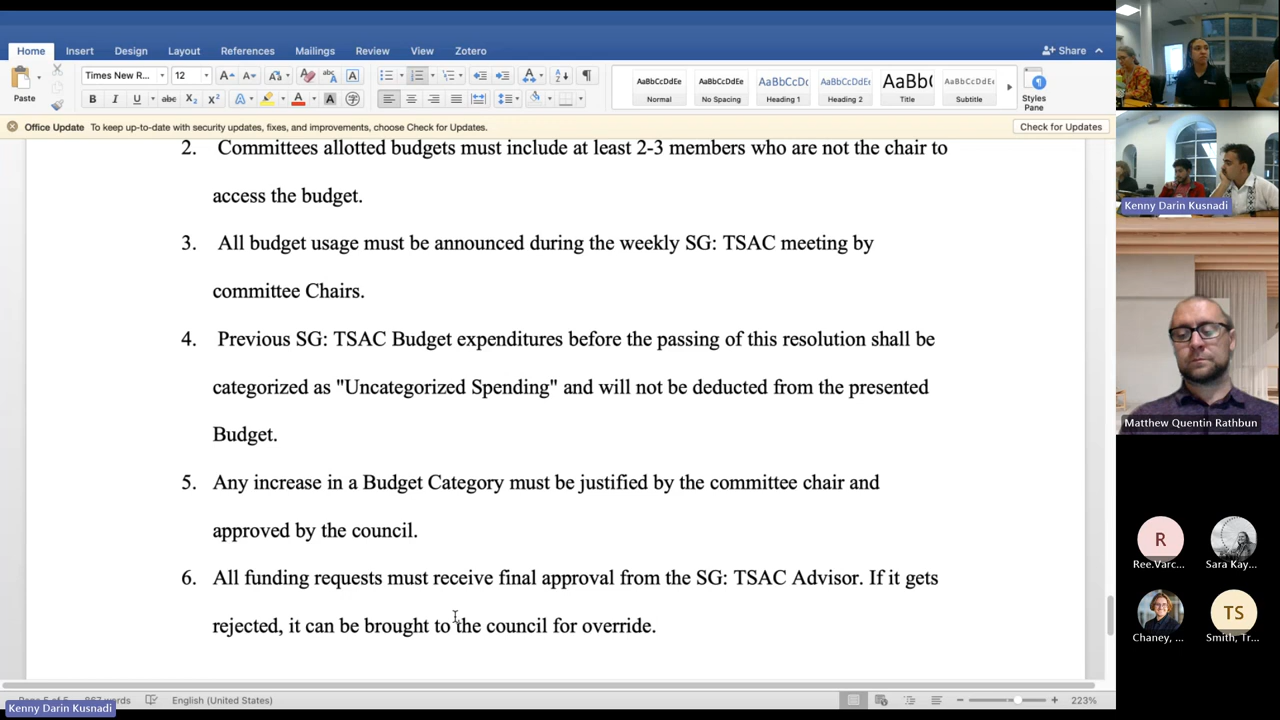 Home Insert Design Layout References Mailings Review View Zotero Share
Times New R... 12
Paste
AaBbCcDdEe AaBbCcDdEe AaBbCcDc AaBbCcDdEe AaBb( AaBbCcDdEe
Normal No Spacing Heading 1 Heading 2 Title Subtitle Styles Pane
Office Update To keep up-to-date with security updates, fixes, and improvements, choose Check for Updates. Check for Updates
2. Committees allotted budgets must include at least 2-3 members who are not the chair to
access the budget.
3. All budget usage must be announced during the weekly SG: TSAC meeting by
committee Chairs.
4. Previous SG: TSAC Budget expenditures before the passing of this resolution shall be
categorized as "Uncategorized Spending" and will not be deducted from the presented
Budget.
5. Any increase in a Budget Category must be justified by the committee chair and
approved by the council.
6. All funding requests must receive final approval from the SG: TSAC Advisor. If it gets
rejected, it can be brought to the council for override.
English (United States) 223%
Kenny Darin Kusnadi
Kenny Darin Kusnadi
Matthew Quentin Rathbun
R
Ree.Varc... Sara Kay...
TS
Chaney, ... Smith, Tr...